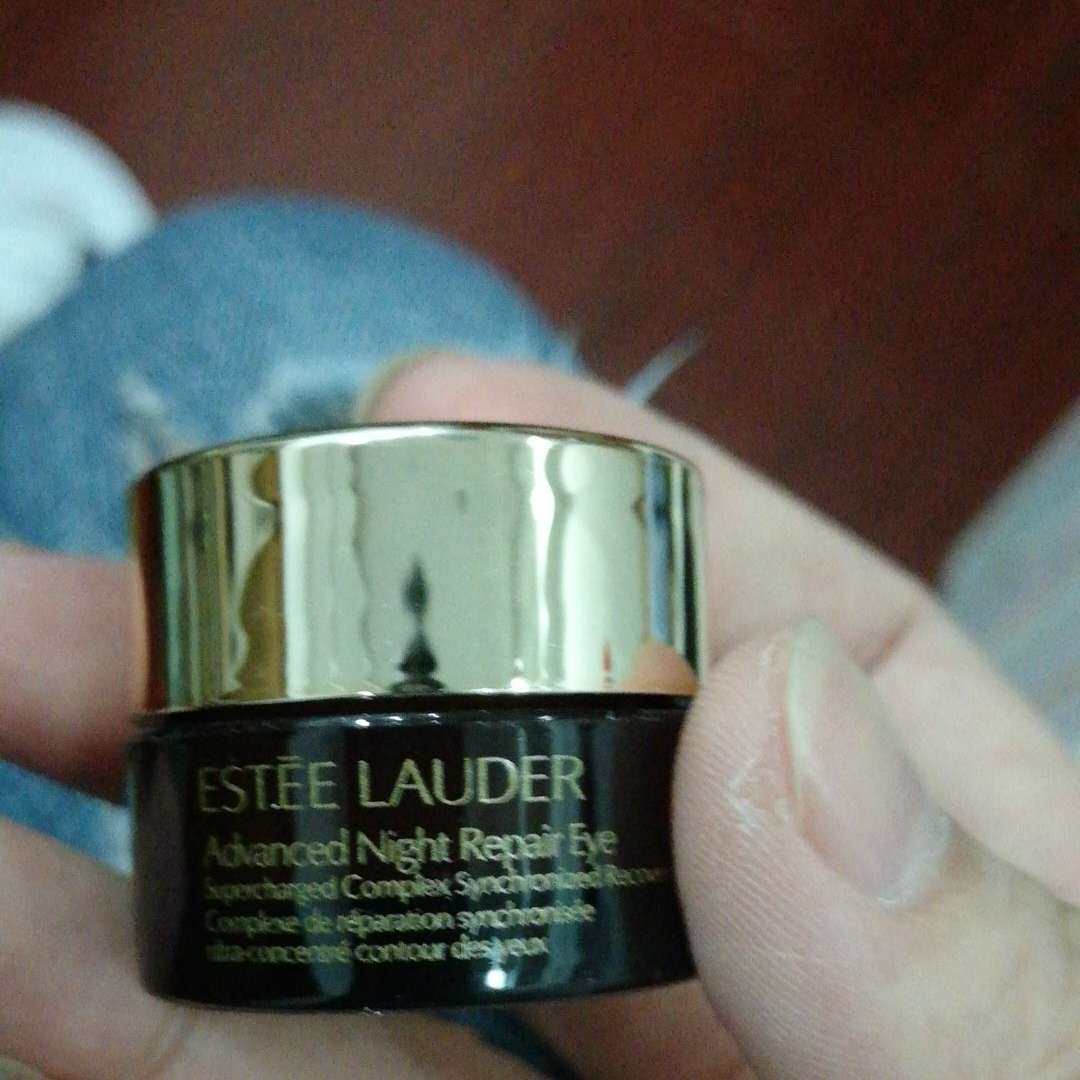 ESTĒE LAUDER
Advanced Night Repair Eye
Supercharged Complex Synchronized
Complexe de réparation synchronisée
ultra-concentré contour des yeux